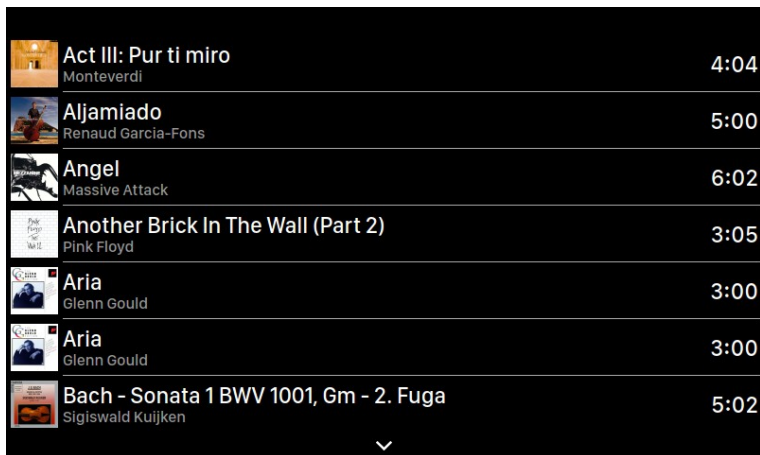 Act III: Pur ti miro
Monteverdi
4:04
Aljamiado
Renaud Garcia-Fons
5:00
Angel
Massive Attack
6:02
Another Brick In The Wall (Part 2)
Pink Floyd
3:05
Aria
Glenn Gould
3:00
Aria
Glenn Gould
3:00
Bach - Sonata 1 BWV 1001, Gm - 2. Fuga
Sigiswald Kuijken
5:02